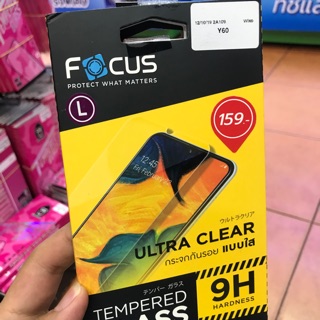 FOCUS
PROTECT WHAT MATTERS
L
Y60
159.-
12:45
ウルトラクリア
ULTRA CLEAR
กระจกกันรอย แบบใส
テンパー ガラス
TEMPERED
9H
HARDNESS